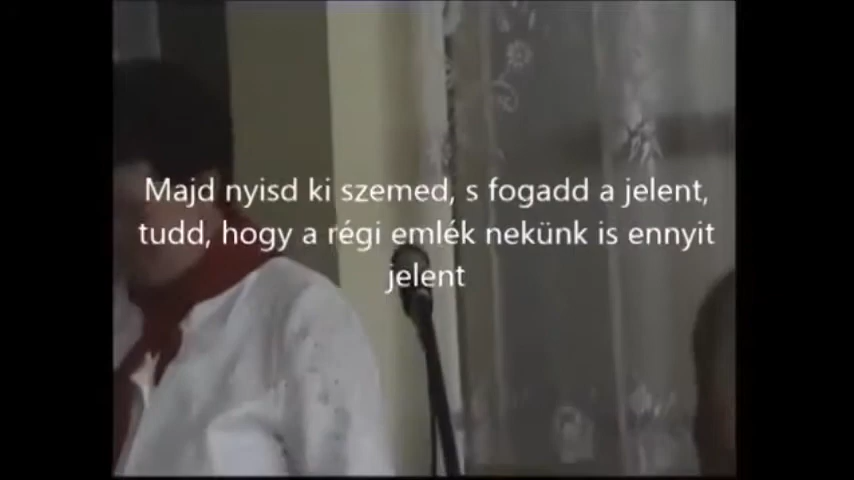 Majd nyisd ki szemed, s fogadd a jelent,
tudd, hogy a régi emlék nekünk is ennyit
jelent